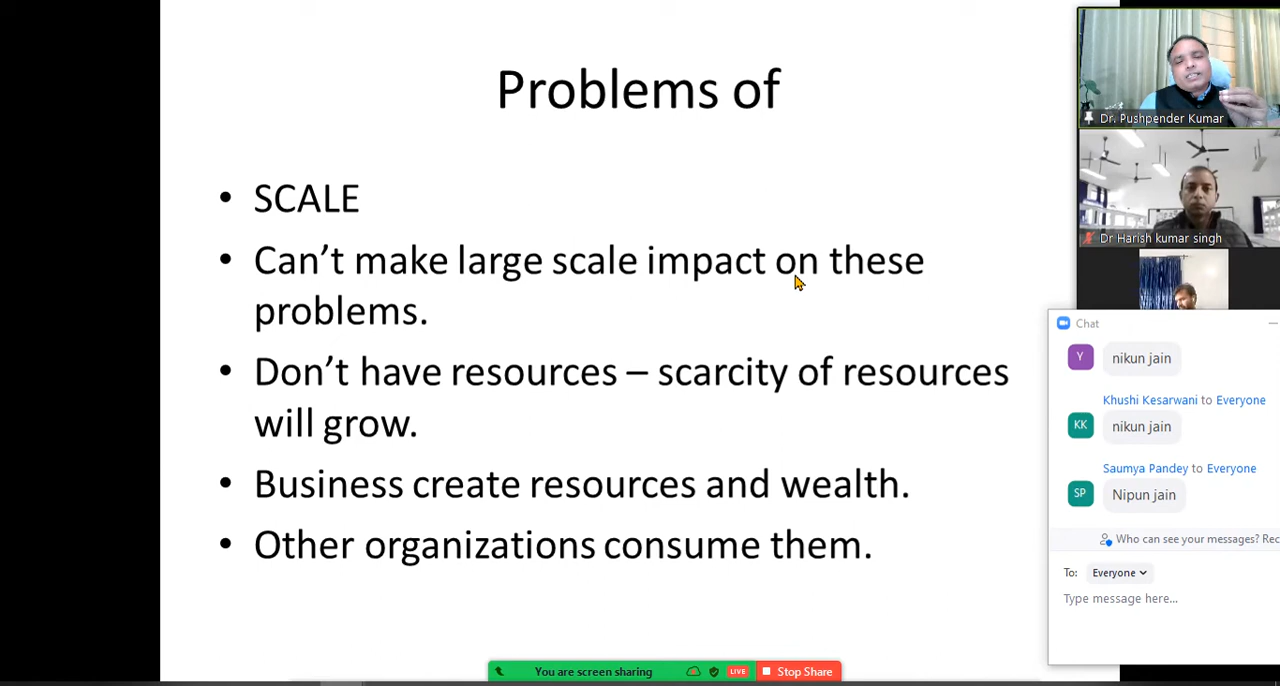 Problems of
• SCALE
• Can’t make large scale impact on these
problems.
• Don’t have resources – scarcity of resources
will grow.
• Business create resources and wealth.
• Other organizations consume them.
Dr. Pushpender Kumar
Dr Harish kumar singh
Chat
Y
nikun jain
Khushi Kesarwani to Everyone
KK
nikun jain
Saumya Pandey to Everyone
SP
Nipun jain
Who can see your messages? Rec
To: Everyone
Type message here...
You are screen sharing
LIVE
Stop Share